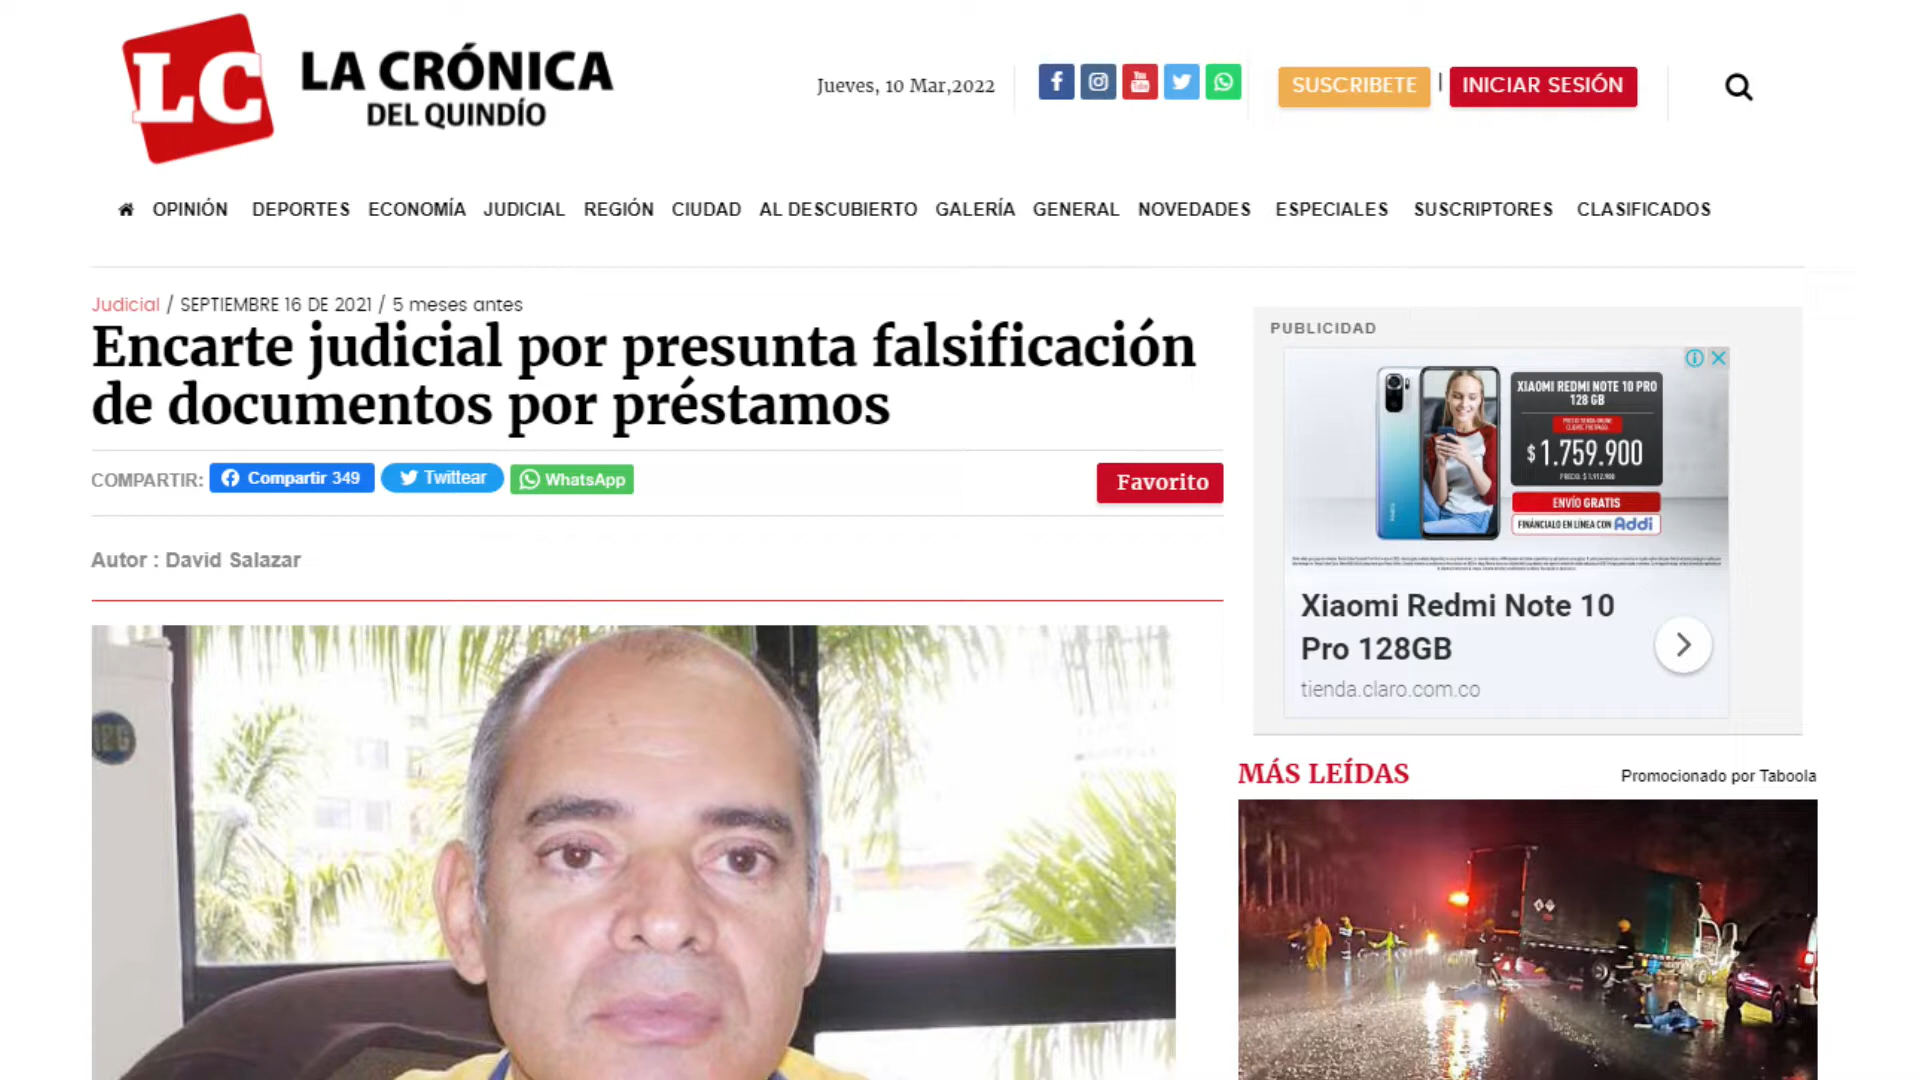 LC LA CRÓNICA
DEL QUINDÍO
Jueves, 10 Mar,2022
SUSCRIBETE | INICIAR SESIÓN
OPINIÓN DEPORTES ECONOMÍA JUDICIAL REGIÓN CIUDAD AL DESCUBIERTO GALERÍA GENERAL NOVEDADES ESPECIALES SUSCRIPTORES CLASIFICADOS
Judicial / SEPTIEMBRE 16 DE 2021 / 5 meses antes
Encarte judicial por presunta falsificación
de documentos por préstamos
COMPARTIR: Compartir 349 Twittear WhatsApp
Favorito
Autor : David Salazar
PUBLICIDAD
XIAOMI REDMI NOTE 10 PRO
128 GB
$ 1.759.900
ENVÍO GRATIS
FINÁNCIALO EN LÍNEA CON Addi
Xiaomi Redmi Note 10
Pro 128GB
tienda.claro.com.co
MÁS LEÍDAS
Promocionado por Taboola